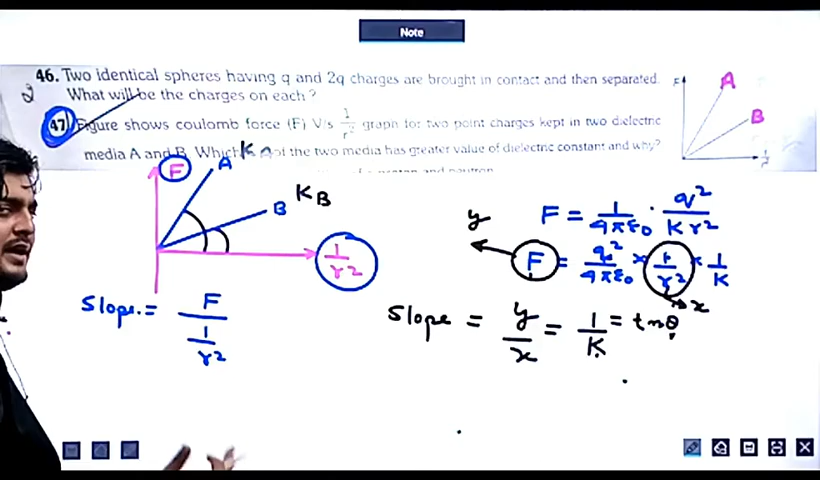 Note
46. Two identical spheres having q and 2q charges are brought in contact and then separated.
What will be the charges on each ?
47. Figure shows coulomb force (F) V/s 1/r² graph for two point charges kept in two dielectric
media A and B. Which of the two media has greater value of dielectric constant and why?
F
A
B
1/r²
F
A
K A
B
K B
1/r²
Slope = F / (1/r²)
F = 1/4πε₀ · q²/Kr²
y
F = q²/4πε₀ × 1/r² × 1/K
x
Slope = y/x = 1/K = tanθ